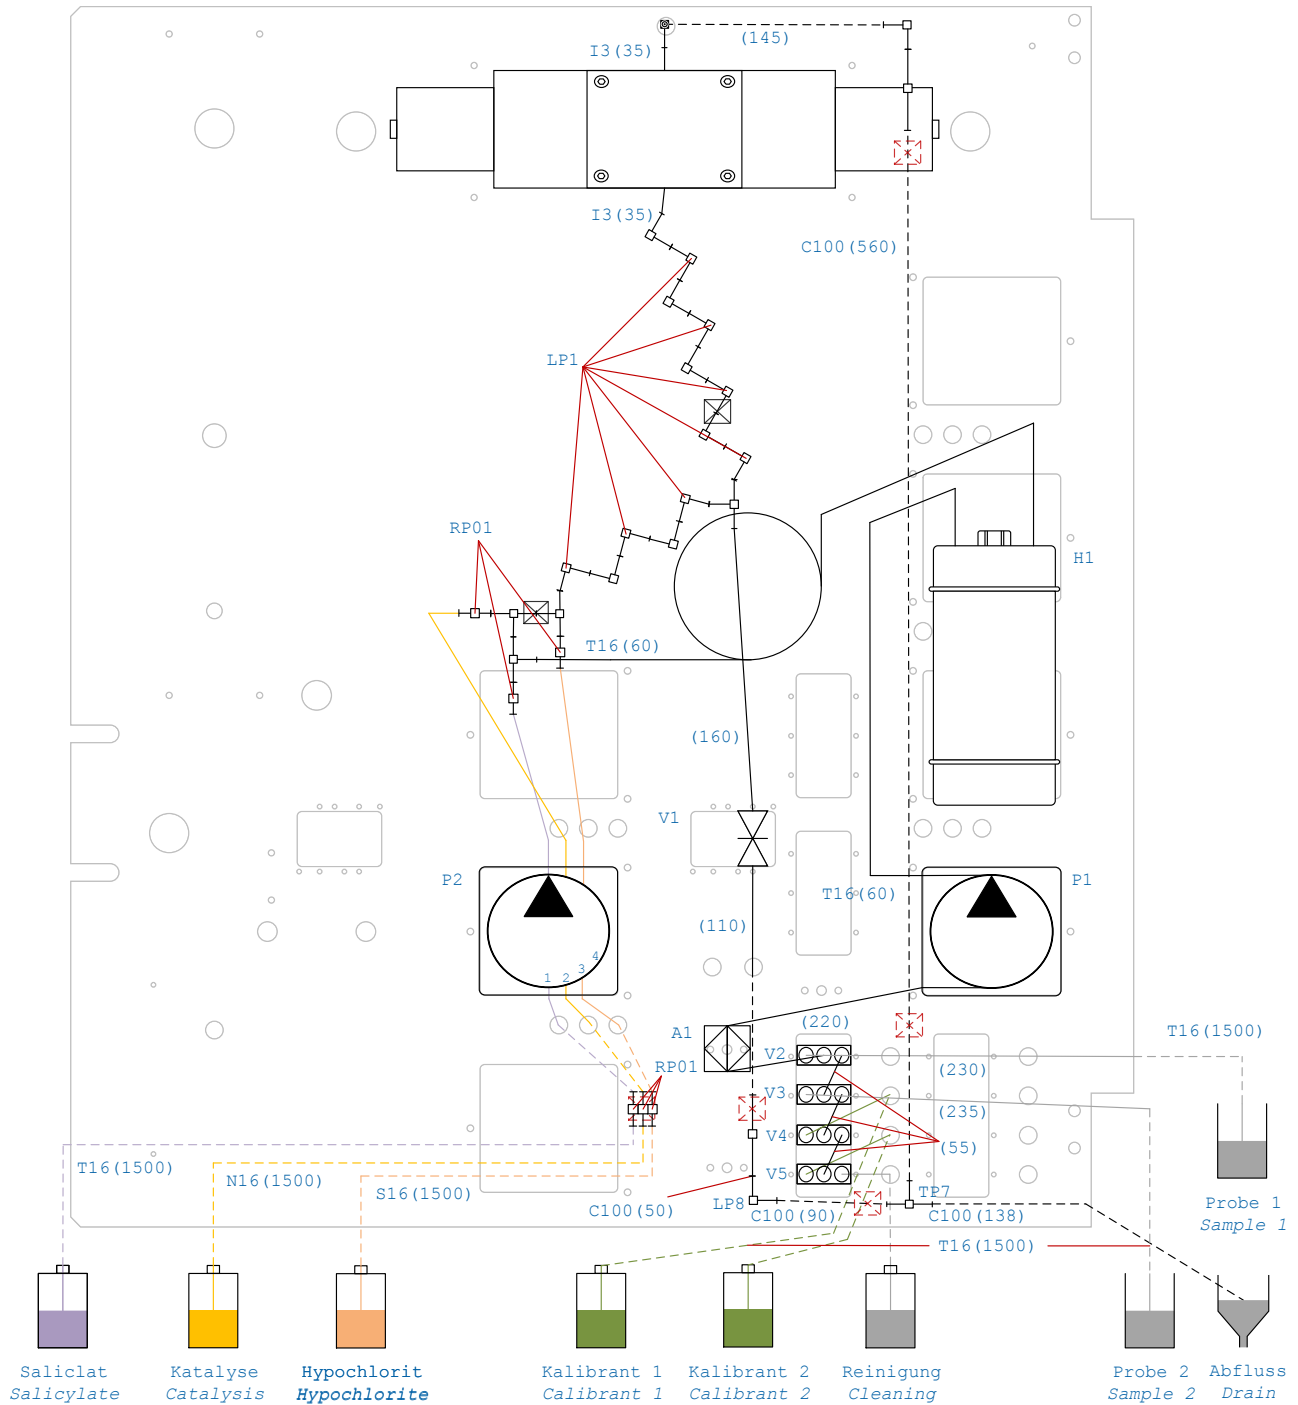 (145)
I3(35)
I3(35)
C100(560)
LP1
RP01
H1
T16(60)
(160)
V1
P2
T16(60)
P1
(110)
4
3
1
2
(220)
A1
T16(1500)
V2
RP01
(230)
V3
(235)
V4
(55)
T16(1500)
V5
N16(1500)
S16(1500)
TP7
LP8
C100(50)
C100(90)
C100(138)
Probe 1
Sample 1
T16(1500)
Saliclat
Salicylate
Katalyse
Catalysis
Hypochlorit
Hypochlorite
Kalibrant 1
Calibrant 1
Kalibrant 2
Calibrant 2
Reinigung
Cleaning
Probe 2
Sample 2
Abfluss
Drain